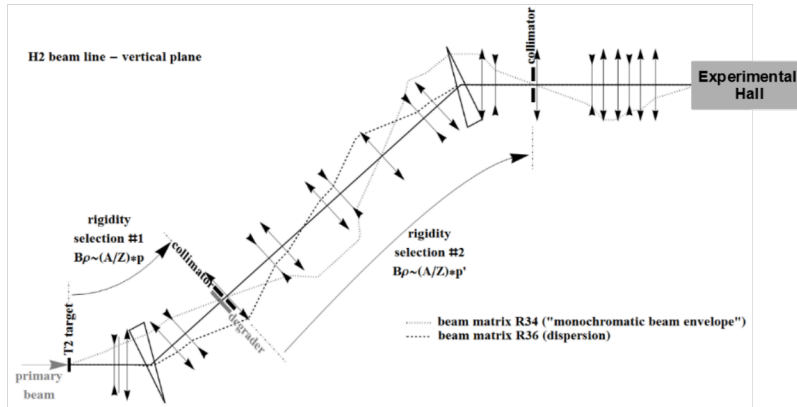 H2 beam line – vertical plane
collimator
Experimental
Hall
rigidity
selection #1
Bρ~(A/Z)*p
collimator
degrader
rigidity
selection #2
Bρ~(A/Z)*p'
T2 target
primary
beam
beam matrix R34 ("monochromatic beam envelope")
beam matrix R36 (dispersion)